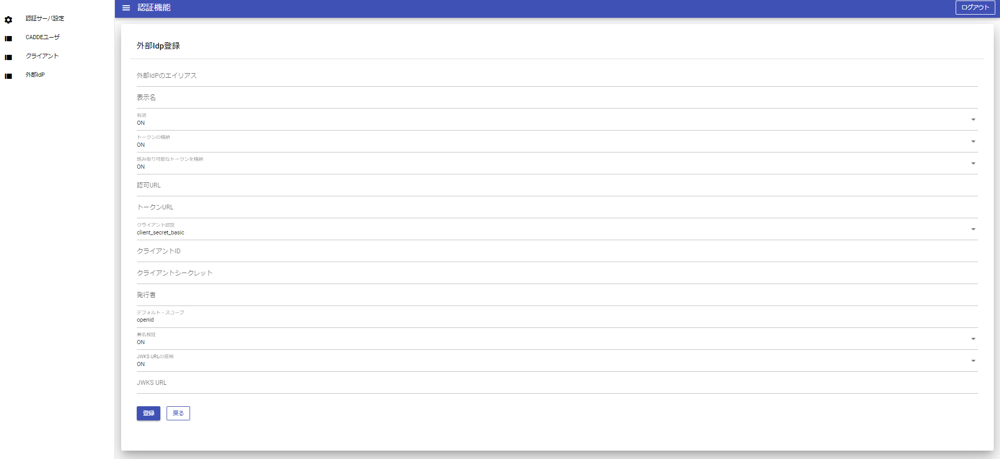 認証サーバ設定
CADDEユーザ
クライアント
外部IdP
認証機能
ログアウト
外部Idp登録
外部IdPのエイリアス
表示名
有効
ON
トークンの格納
ON
読み取り可能なトークンを格納
ON
認可URL
トークンURL
クライアント認証
client_secret_basic
クライアントID
クライアントシークレット
発行者
デフォルト・スコープ
openid
署名検証
ON
JWKS URLの使用
ON
JWKS URL
登録
戻る